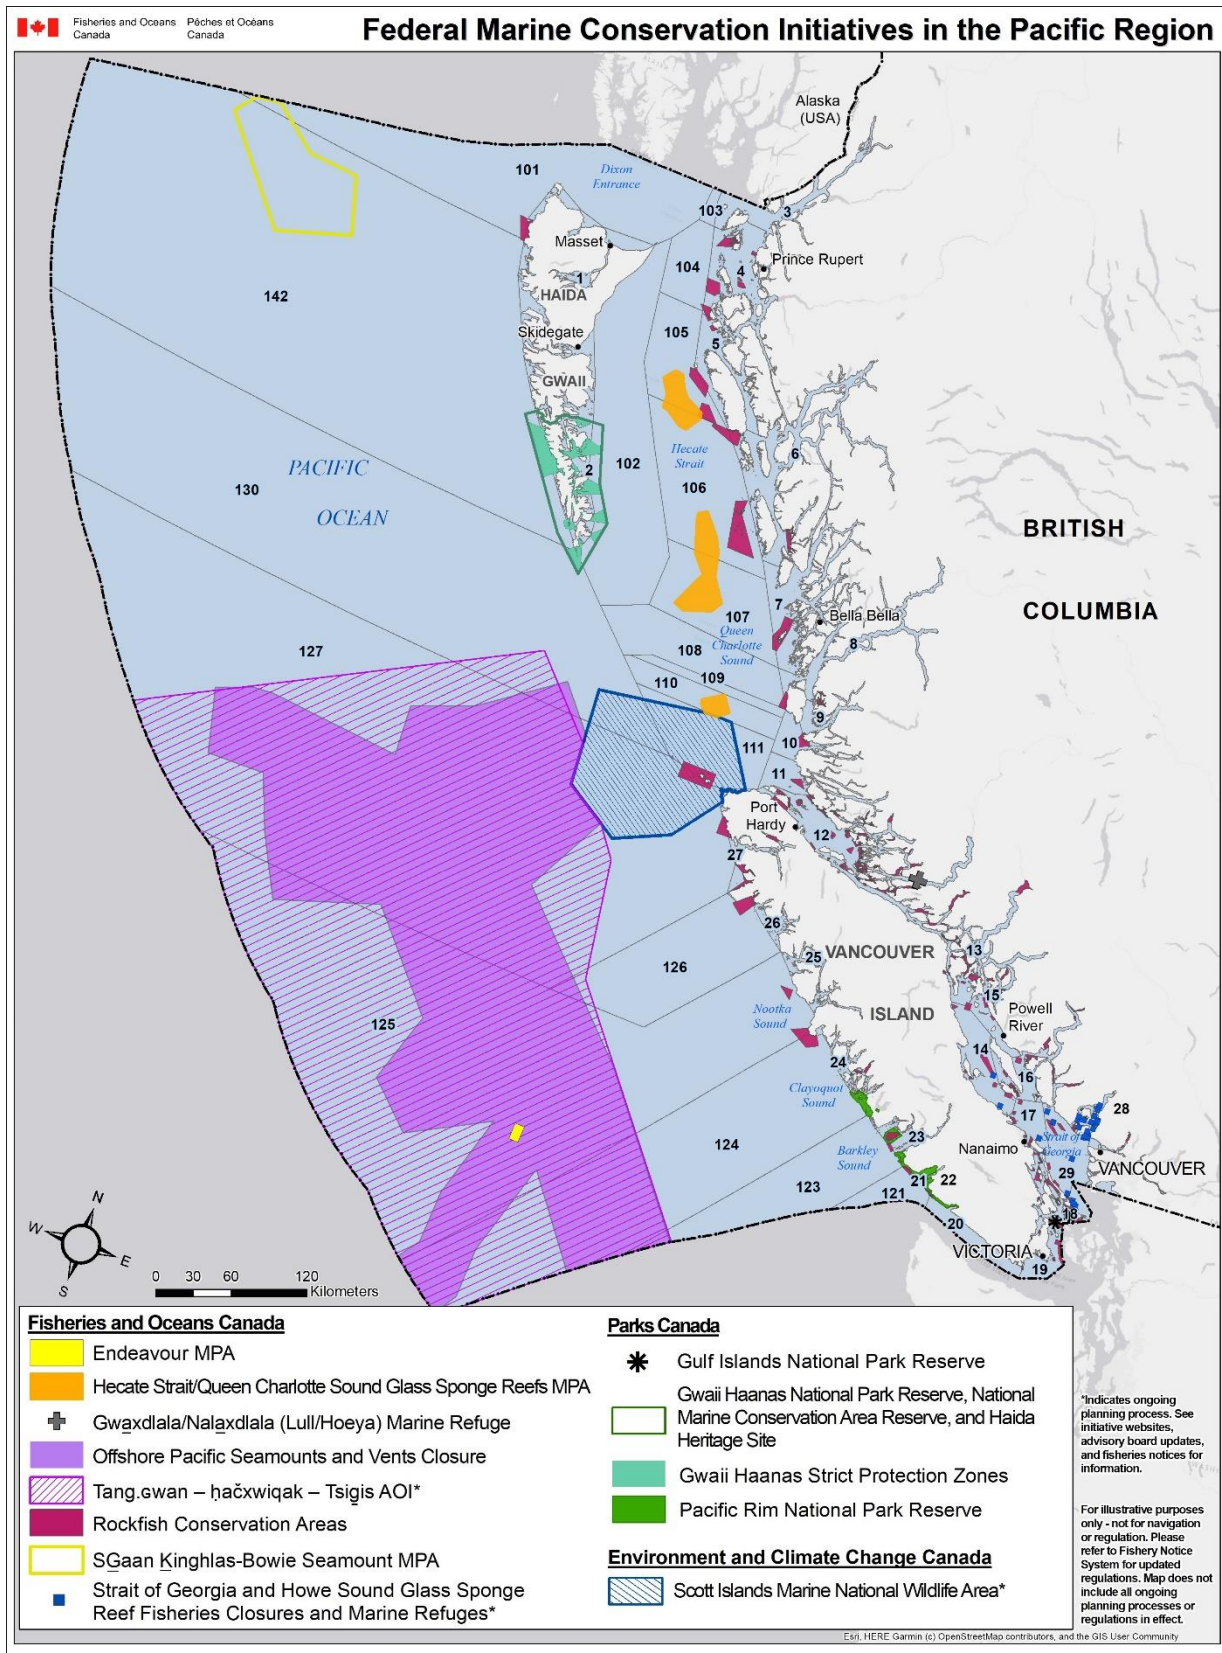 Fisheries and Oceans Pêches et Océans
Canada Canada
Federal Marine Conservation Initiatives in the Pacific Region
Alaska
(USA)
101
Dixon
Entrance
103
3
Masset
104
4
Prince Rupert
1
HAIDA
142
105
5
Skidegate
GWAII
PACIFIC
OCEAN
130
2
102
Hecate
Strait
6
106
BRITISH
COLUMBIA
7
107
Bella Bella
Queen
Charlotte
Sound
8
127
108
109
110
9
111
10
11
Port
Hardy
12
27
26
VANCOUVER
13
25
126
15
Powell
River
Nootka
Sound
ISLAND
125
14
24
16
Clayoquot
Sound
17
28
124
23
Nanaimo
Strait of
Georgia
Barkley
Sound
VANCOUVER
29
123
121
21
22
18
20
VICTORIA
19
N
W
E
S
0 30 60 120
Kilometers
Fisheries and Oceans Canada
Endeavour MPA
Hecate Strait/Queen Charlotte Sound Glass Sponge Reefs MPA
Gwa̱xdlala/Nala̱xdlala (Lull/Hoeya) Marine Refuge
Offshore Pacific Seamounts and Vents Closure
Tang.ɢwan – ḥačxwiqak – Tsig̱is AOI*
Rockfish Conservation Areas
SG̱aan Ḵinghlas-Bowie Seamount MPA
Strait of Georgia and Howe Sound Glass Sponge
Reef Fisheries Closures and Marine Refuges*
Parks Canada
Gulf Islands National Park Reserve
Gwaii Haanas National Park Reserve, National
Marine Conservation Area Reserve, and Haida
Heritage Site
Gwaii Haanas Strict Protection Zones
Pacific Rim National Park Reserve
Environment and Climate Change Canada
Scott Islands Marine National Wildlife Area*
*Indicates ongoing
planning process. See
initiative websites,
advisory board updates,
and fisheries notices for
information.
For illustrative purposes
only - not for navigation
or regulation. Please
refer to Fishery Notice
System for updated
regulations. Map does not
include all ongoing
planning processes or
regulations in effect.
Esri, HERE Garmin (c) OpenStreetMap contributors, and the GIS User Community